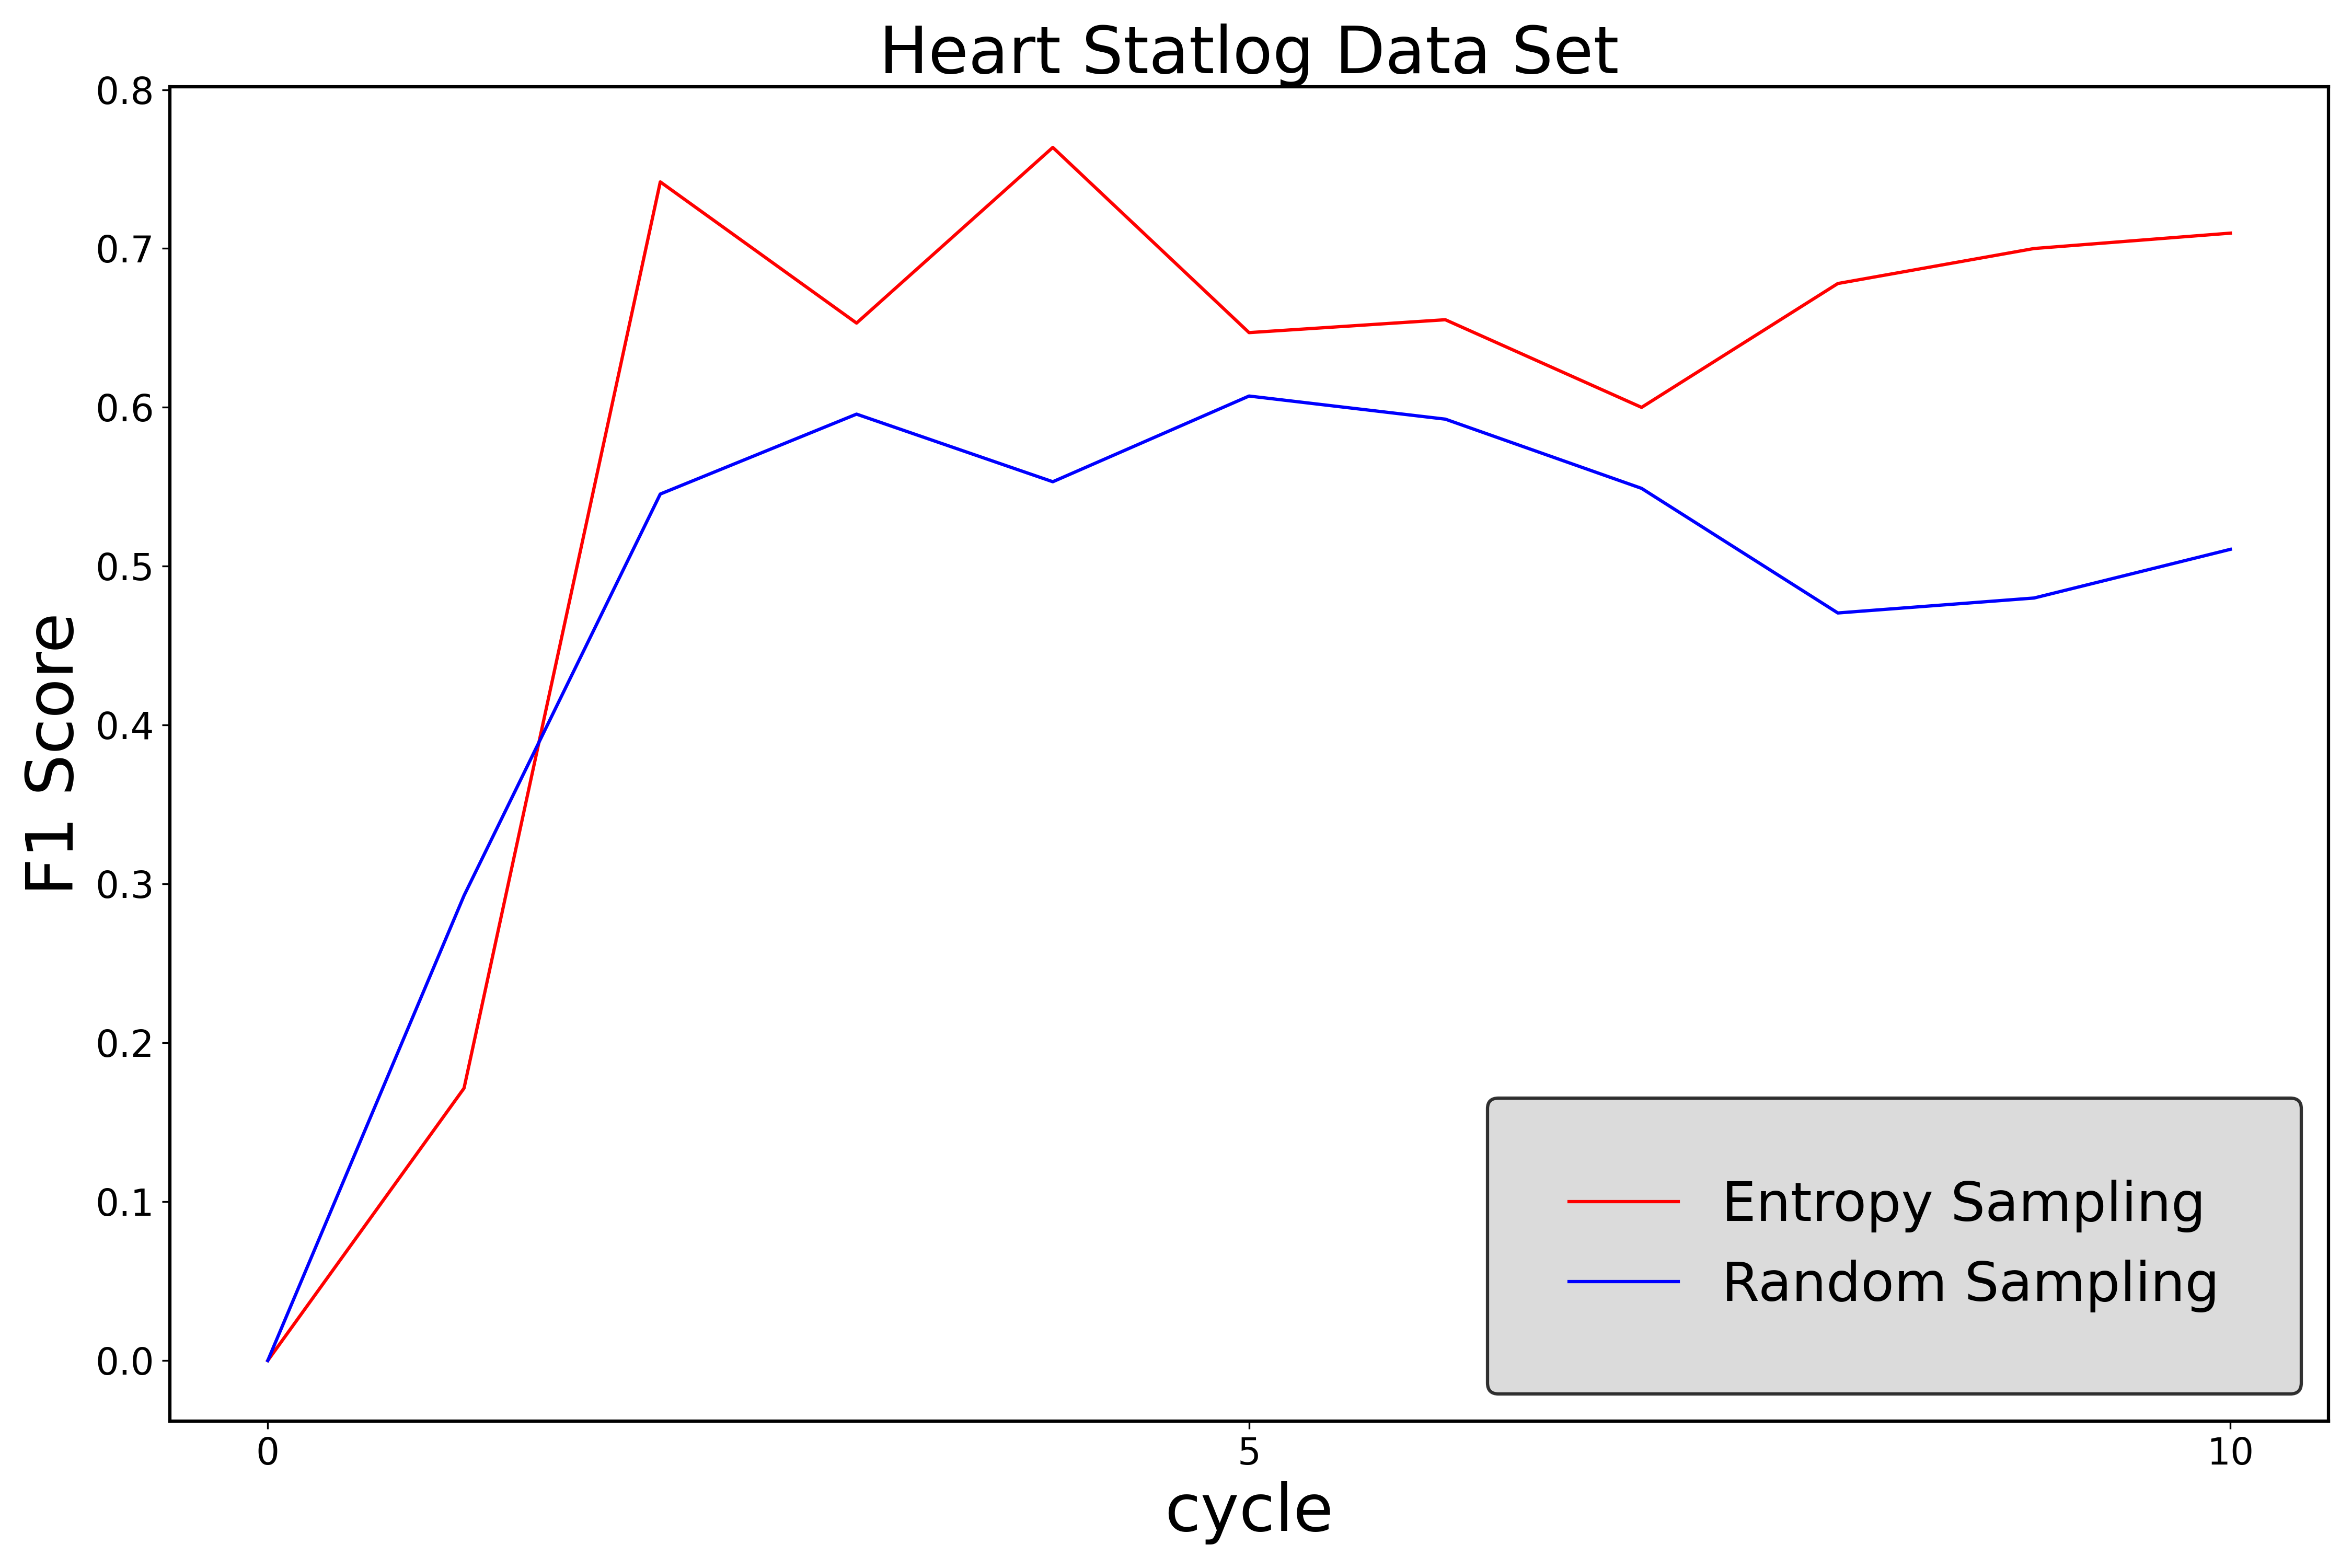 Heart Statlog Data Set
0.8
0.7
0.6
0.5
0.4
0.3
0.2
0.1
0.0
F1 Score
Entropy Sampling
Random Sampling
0 5 10
cycle